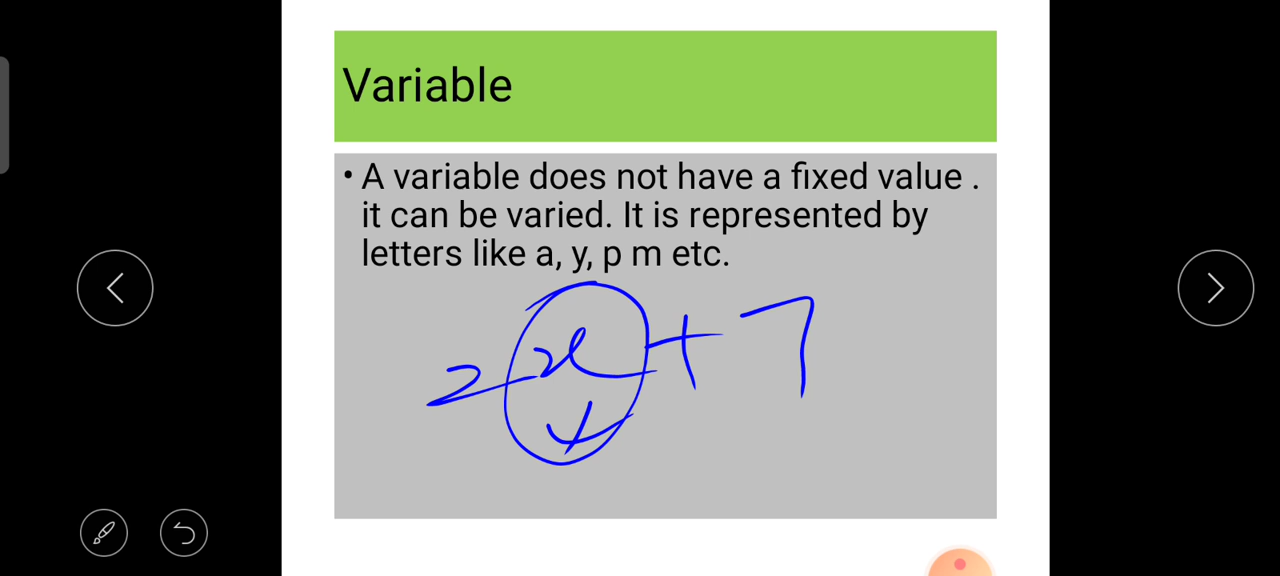 Variable
• A variable does not have a fixed value .
it can be varied. It is represented by
letters like a, y, p m etc.
2x+7